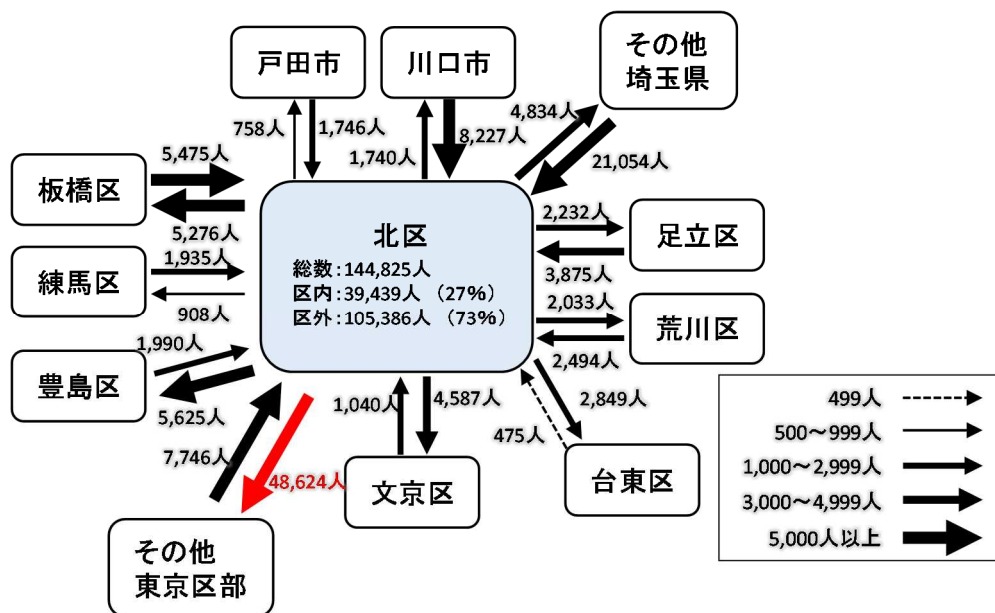 戸田市
川口市
その他
埼玉県
758人
1,746人
1,740人
8,227人
4,834人
21,054人
板橋区
5,475人
5,276人
練馬区
1,935人
908人
豊島区
1,990人
5,625人
北区
総数:144,825人
区内:39,439人 (27%)
区外:105,386人 (73%)
2,232人
足立区
3,875人
2,033人
荒川区
2,494人
7,746人
48,624人
その他
東京区部
1,040人
4,587人
文京区
475人
2,849人
台東区
499人
500～999人
1,000～2,999人
3,000～4,999人
5,000人以上